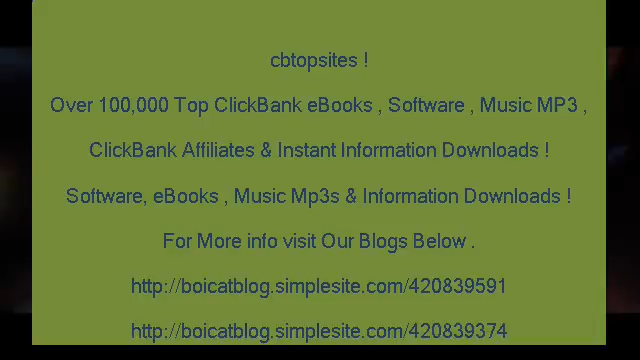 cbtopsites !
Over 100,000 Top ClickBank eBooks , Software , Music MP3 ,
ClickBank Affiliates & Instant Information Downloads !
Software, eBooks , Music Mp3s & Information Downloads !
For More info visit Our Blogs Below .
http://boicatblog.simplesite.com/420839591
http://boicatblog.simplesite.com/420839374